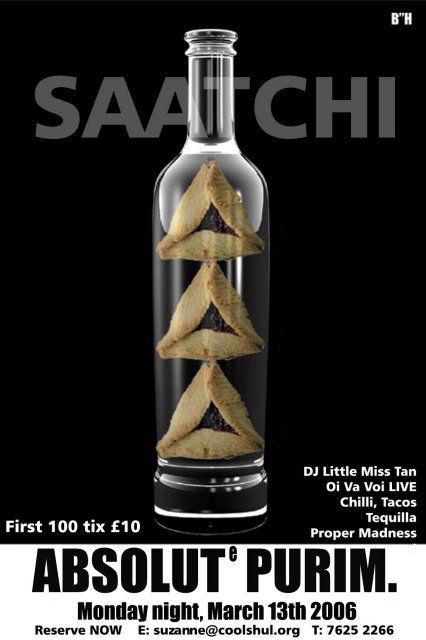 B"H
SAATCHI
DJ Little Miss Tan
Oi Va Voi LIVE
Chilli, Tacos
Tequilla
Proper Madness
First 100 tix £10
ABSOLUTe PURIM.
Monday night, March 13th 2006
Reserve NOW E: suzanne@coolshul.org T: 7625 2266